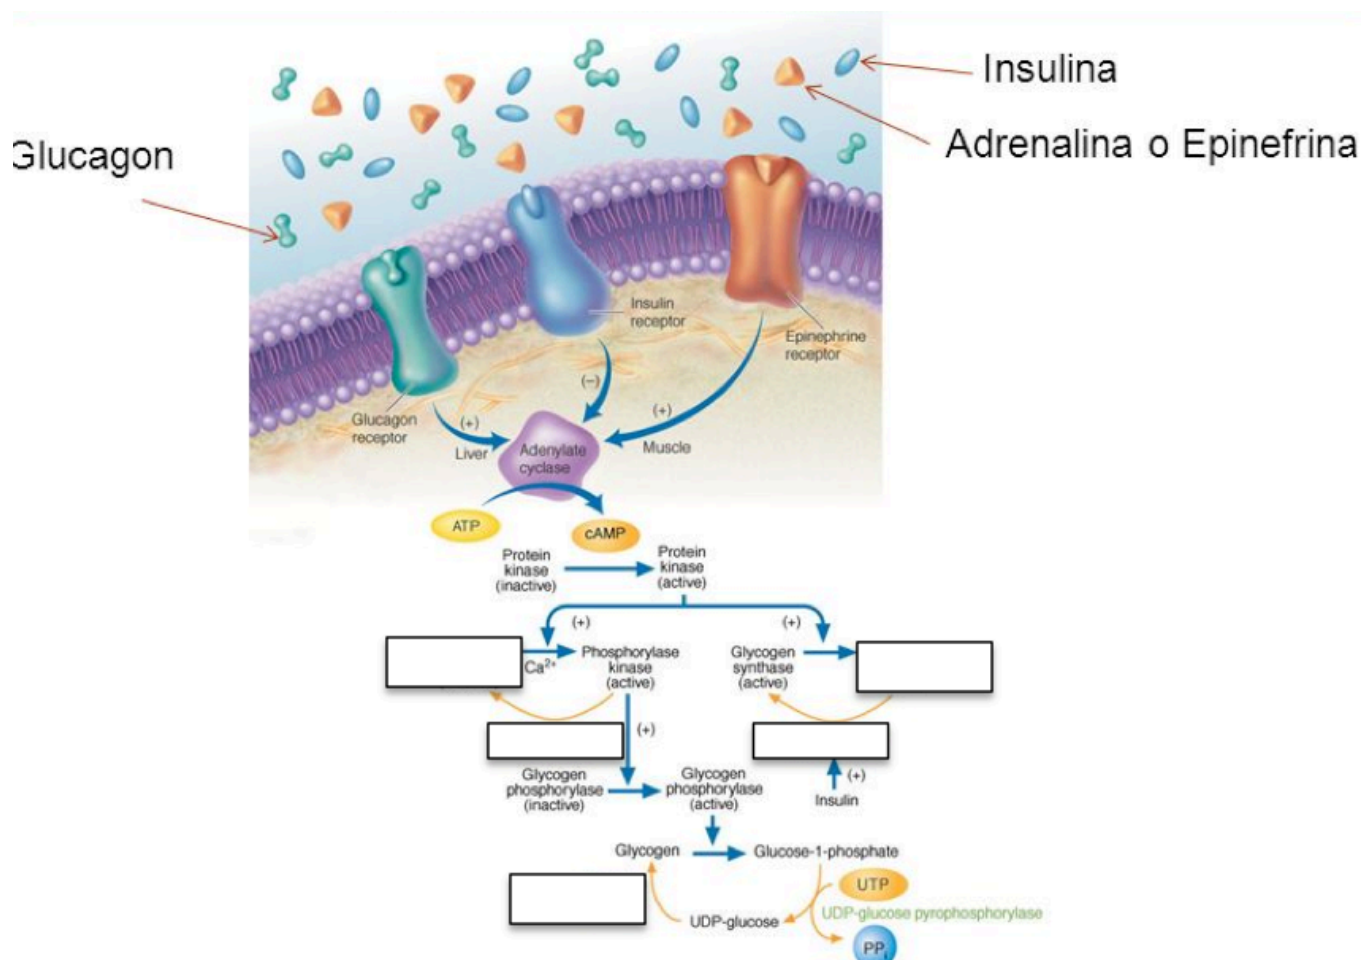 Insulina
Adrenalina o Epinefrina
Glucagon
Insulin
receptor
Epinephrine
receptor
Glucagon
receptor
(+)
Liver
(−)
(+)
Muscle
Adenylate
cyclase
ATP
cAMP
Protein
kinase
(inactive)
Protein
kinase
(active)
(+)
(+)
Ca2+
Phosphorylase
kinase
(active)
Glycogen
synthase
(active)
(+)
Glycogen
phosphorylase
(inactive)
Glycogen
phosphorylase
(active)
(+)
Insulin
Glycogen
Glucose-1-phosphate
UTP
UDP-glucose pyrophosphorylase
UDP-glucose
PPi